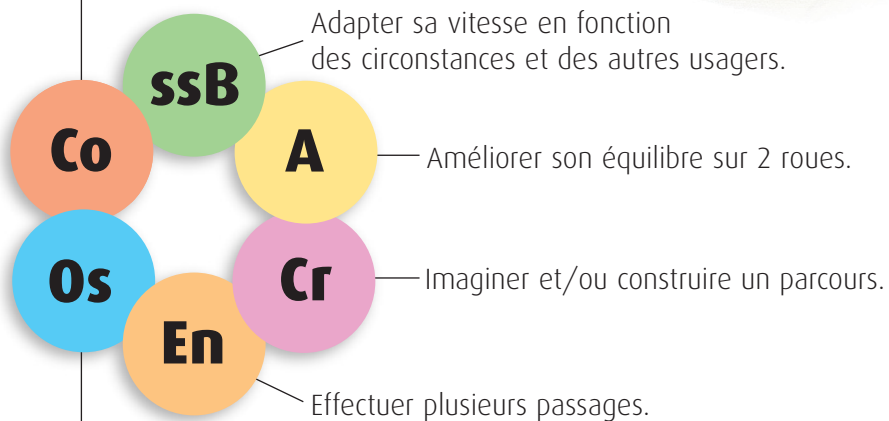 Adapter sa vitesse en fonction
des circonstances et des autres usagers.
ssB
Co
A
Améliorer son équilibre sur 2 roues.
Os
Cr
Imaginer et/ou construire un parcours.
En
Effectuer plusieurs passages.